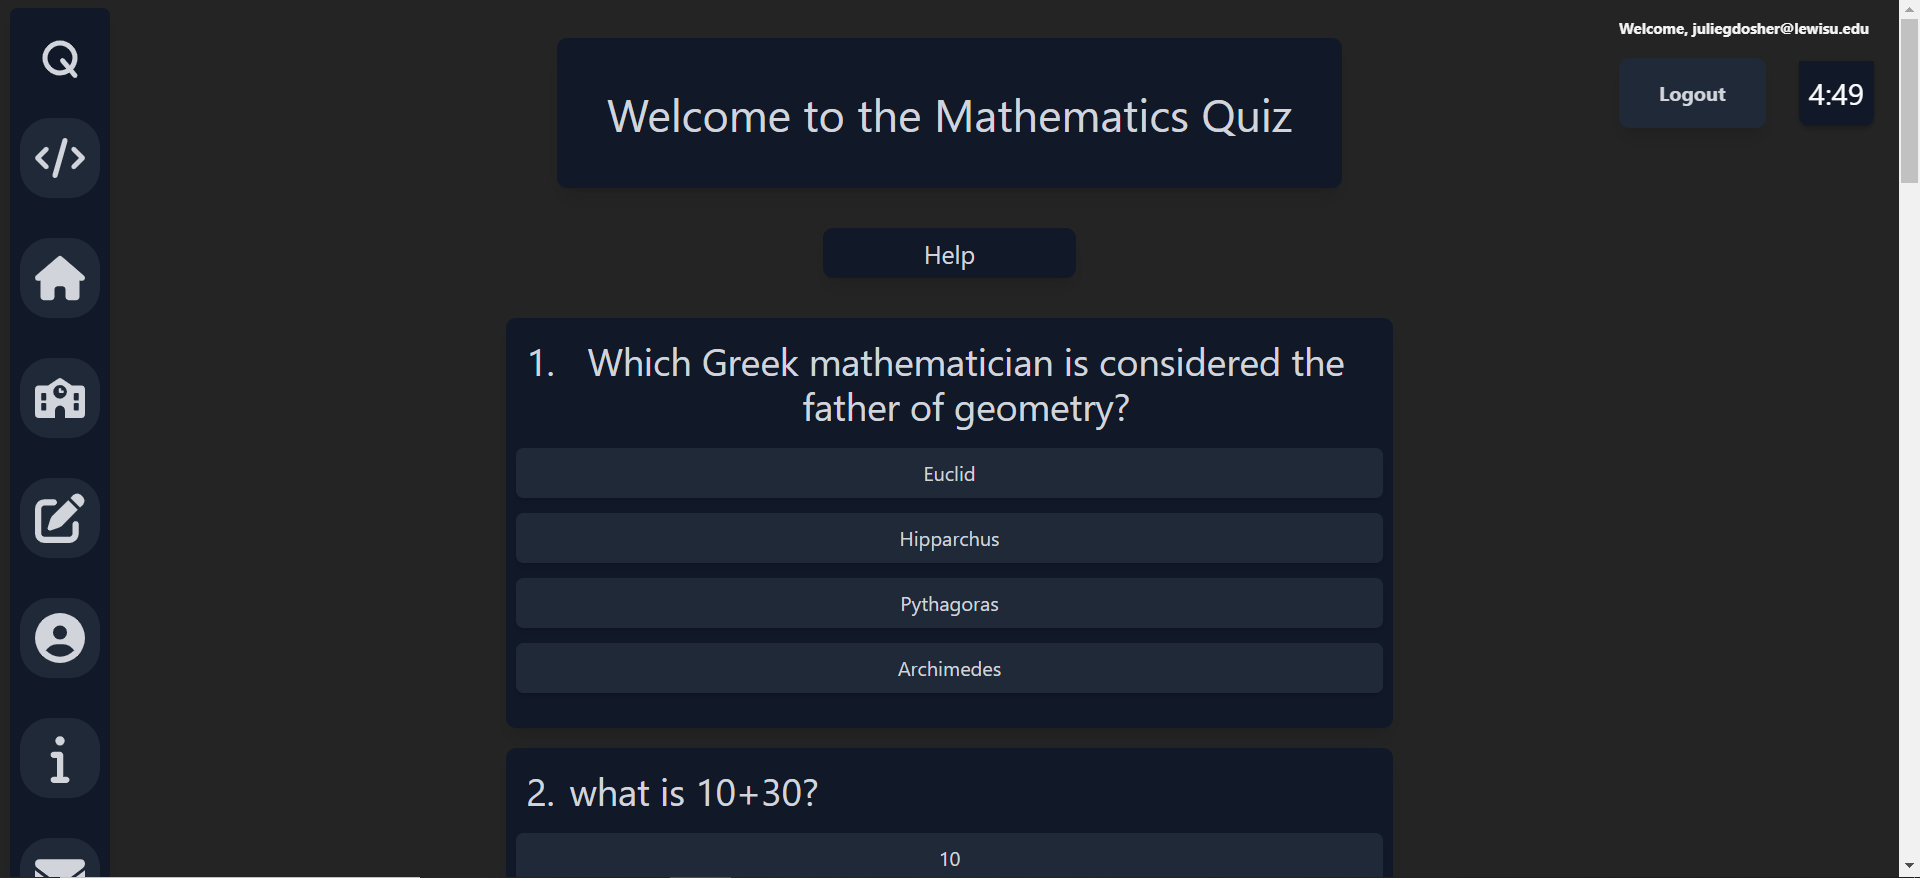 Welcome, juliegdosher@lewisu.edu
Logout
4:49
Welcome to the Mathematics Quiz
Help
1. Which Greek mathematician is considered the
father of geometry?
Euclid
Hipparchus
Pythagoras
Archimedes
2. what is 10+30?
10